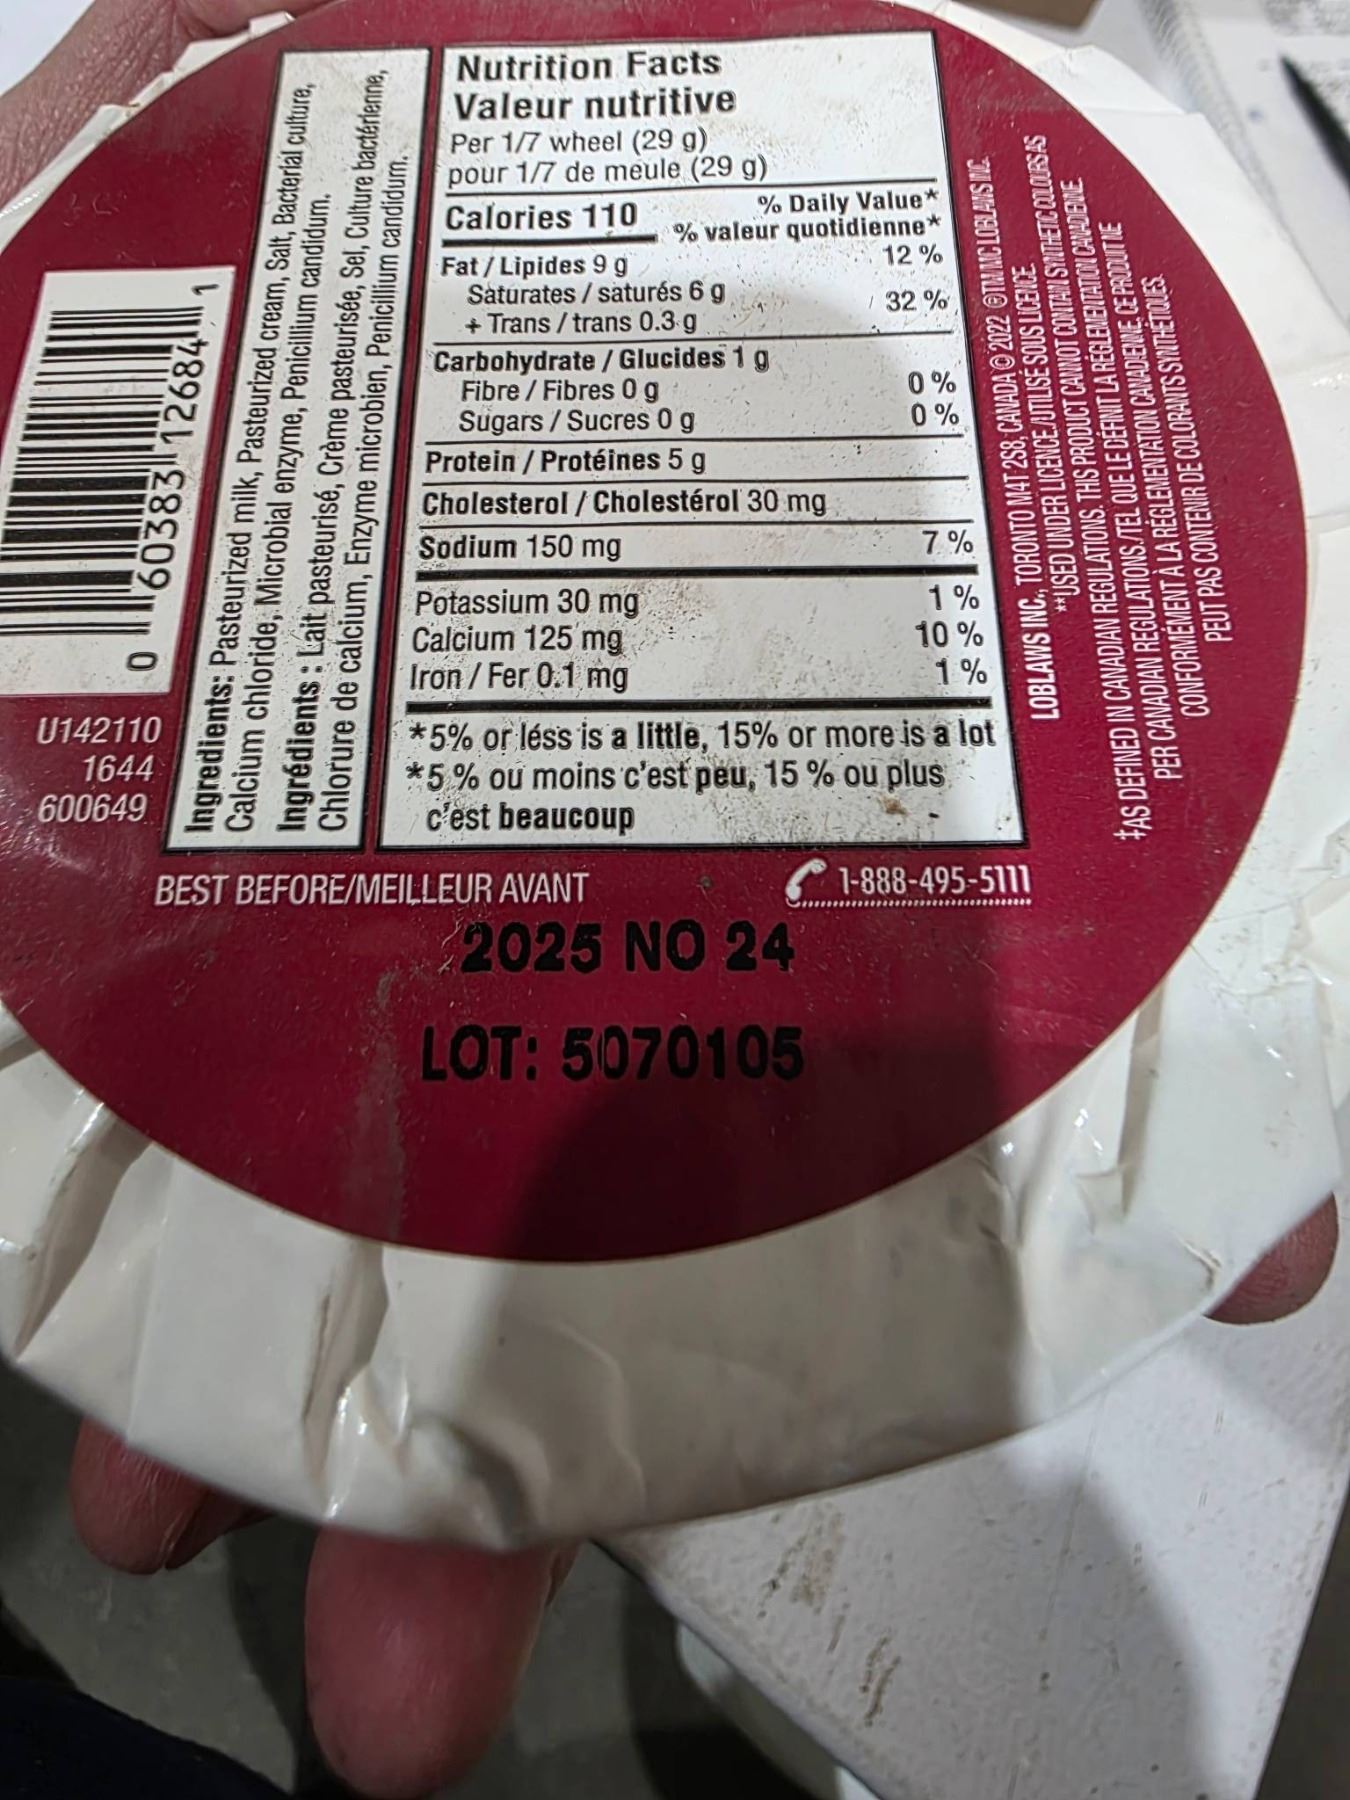 Nutrition Facts
Valeur nutritive
Per 1/7 wheel (29 g)
pour 1/7 de meule (29 g)
Calories 110
% Daily Value*
% valeur quotidienne*
Fat / Lipides 9 g 12 %
Saturates / saturés 6 g
+ Trans / trans 0.3 g 32 %
Carbohydrate / Glucides 1 g
Fibre / Fibres 0 g 0 %
Sugars / Sucres 0 g 0 %
Protein / Protéines 5 g
Cholesterol / Cholestérol 30 mg
Sodium 150 mg 7 %
Potassium 30 mg 1 %
Calcium 125 mg 10 %
Iron / Fer 0.1 mg 1 %
*5% or less is a little, 15% or more is a lot
*5 % ou moins c'est peu, 15 % ou plus
c'est beaucoup
Ingredients: Pasteurized milk, Pasteurized cream, Salt, Bacterial culture,
Calcium chloride, Microbial enzyme, Penicillium candidum.
Ingrédients : Lait pasteurisé, Crème pasteurisée, Sel, Culture bactérienne,
Chlorure de calcium, Enzyme microbien, Penicillium candidum.
0 60383 12684 1
U142110
1644
600649
BEST BEFORE/MEILLEUR AVANT
1-888-495-5111
2025 NO 24
LOT: 5070105
LOBLAWS INC., TORONTO M4T 2S8, CANADA © 2022 ®TM/MC LOBLAWS INC.
**USED UNDER LICENCE./UTILISÉ SOUS LICENCE.
‡AS DEFINED IN CANADIAN REGULATIONS. THIS PRODUCT CANNOT CONTAIN SYNTHETIC COLOURS AS
PER CANADIAN REGULATIONS./TEL QUE LE DÉFINIT LA RÉGLEMENTATION CANADIENNE.
CONFORMÉMENT À LA RÉGLEMENTATION CANADIENNE, CE PRODUIT NE
PEUT PAS CONTENIR DE COLORANTS SYNTHÉTIQUES.